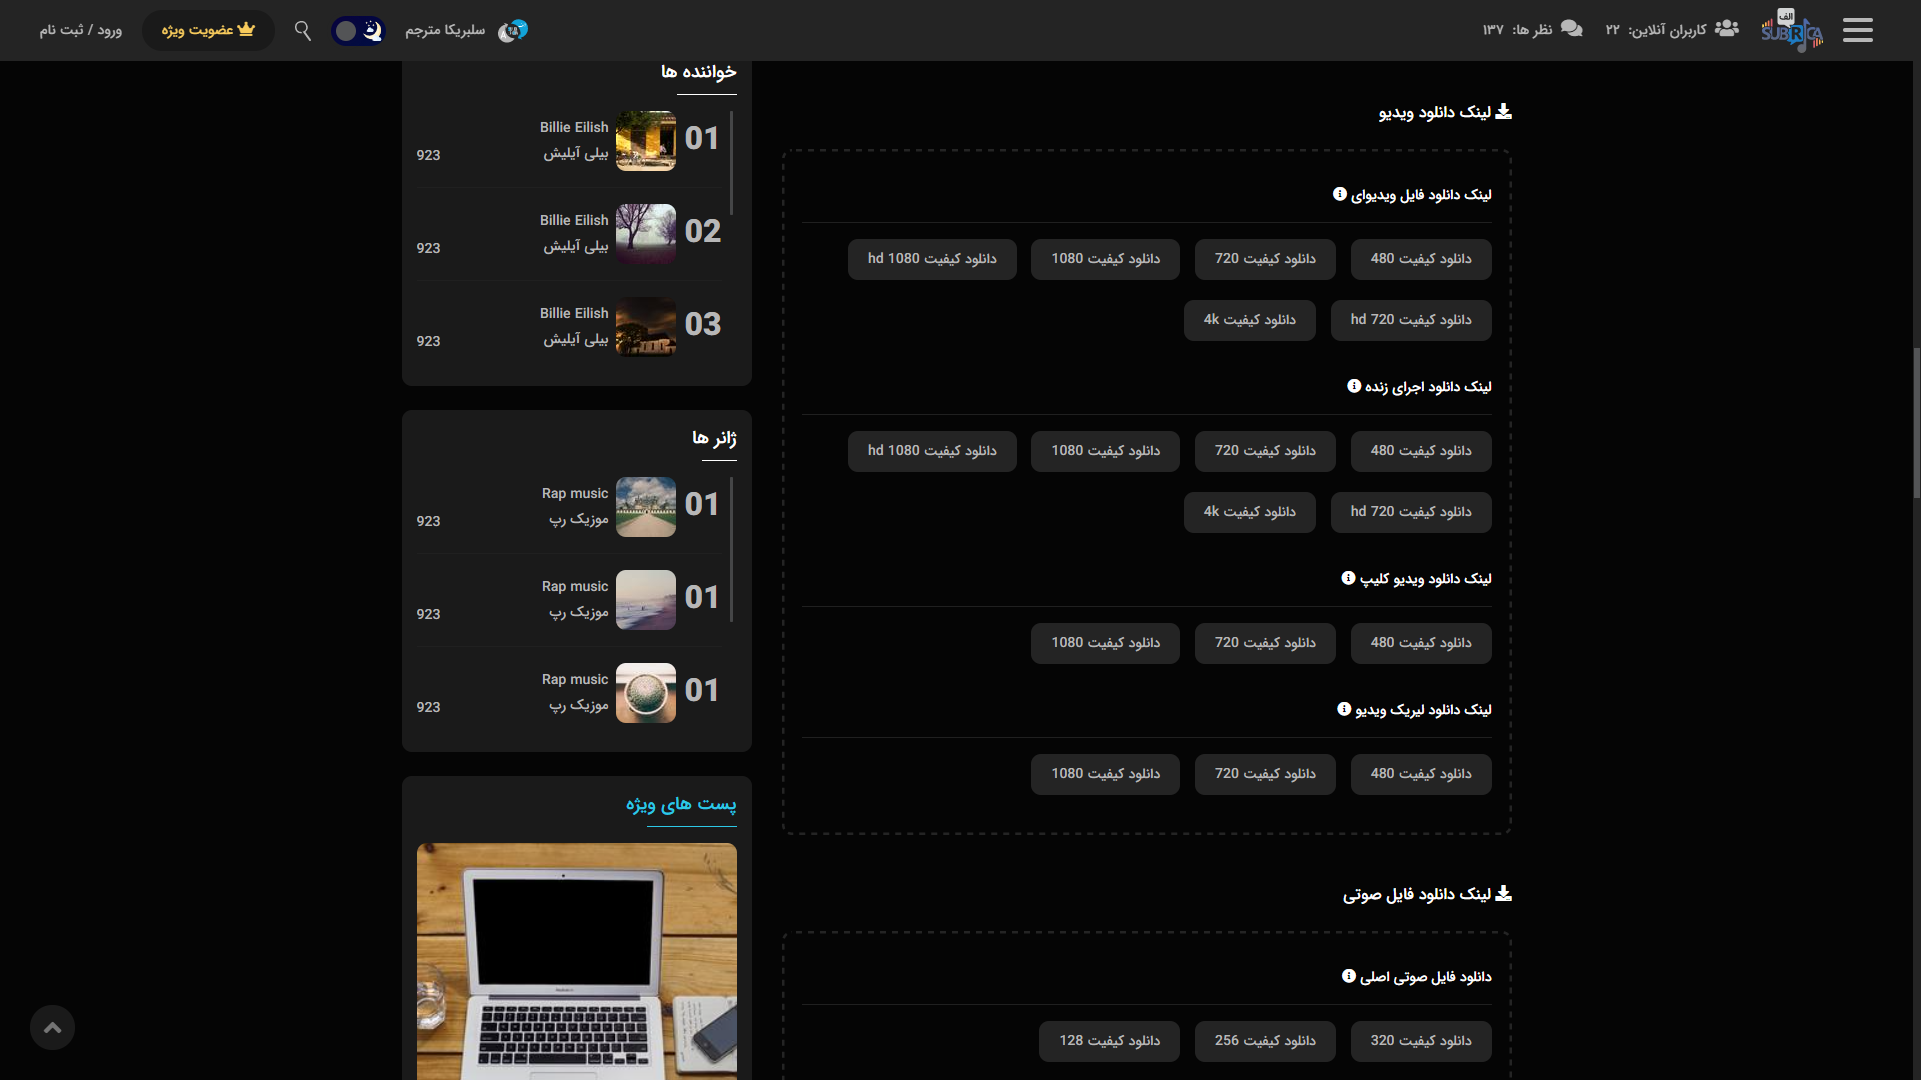 الف
SUBRICA
کاربران آنلاین: ۲۲
نظر ها: ۱۳۷
سلبریکا مترجم
عضویت ویژه
ورود / ثبت نام
لینک دانلود ویدیو
لینک دانلود فایل ویدیوای
دانلود کیفیت 480
دانلود کیفیت 720
دانلود کیفیت 1080
دانلود کیفیت 1080 hd
دانلود کیفیت 720 hd
دانلود کیفیت 4k
لینک دانلود اجرای زنده
دانلود کیفیت 480
دانلود کیفیت 720
دانلود کیفیت 1080
دانلود کیفیت 1080 hd
دانلود کیفیت 720 hd
دانلود کیفیت 4k
لینک دانلود ویدیو کلیپ
دانلود کیفیت 480
دانلود کیفیت 720
دانلود کیفیت 1080
لینک دانلود لیریک ویدیو
دانلود کیفیت 480
دانلود کیفیت 720
دانلود کیفیت 1080
لینک دانلود فایل صوتی
دانلود فایل صوتی اصلی
دانلود کیفیت 320
دانلود کیفیت 256
دانلود کیفیت 128
خواننده ها
01
Billie Eilish
بیلی آیلیش
923
02
Billie Eilish
بیلی آیلیش
923
03
Billie Eilish
بیلی آیلیش
923
ژانر ها
01
Rap music
موزیک رپ
923
01
Rap music
موزیک رپ
923
01
Rap music
موزیک رپ
923
پست های ویژه